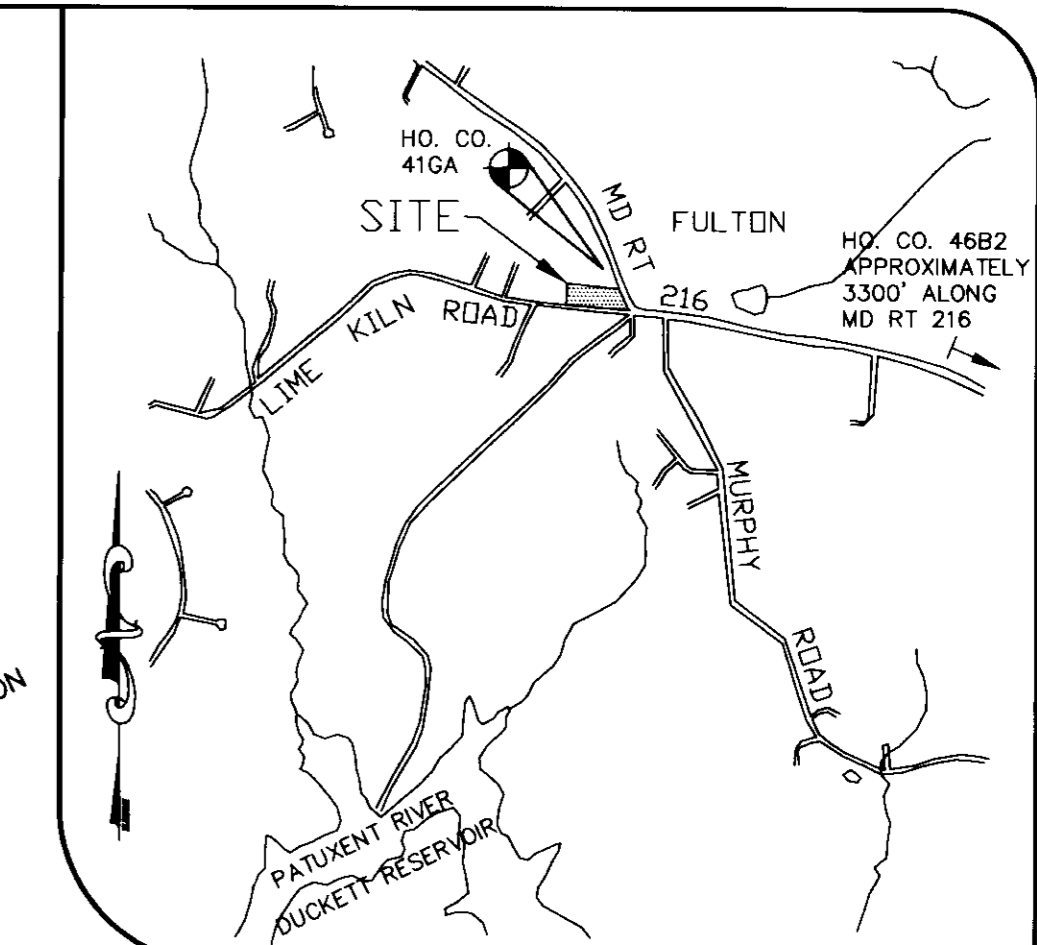 HO. CO.
41GA
SITE
MD RT
216
FULTON
HO. CO. 46B2
APPROXIMATELY
3300' ALONG
MD RT 216
LIME KILN ROAD
MURPHY ROAD
PATUXENT RIVER
DUCKETT RESERVOIR
ON